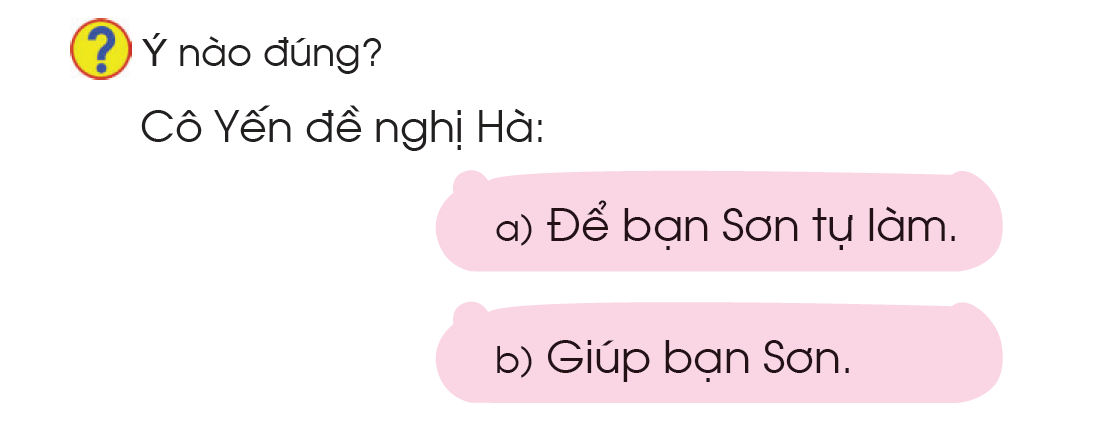 ? Ý nào đúng?
Cô Yến đề nghị Hà:
a) Để bạn Sơn tự làm.
b) Giúp bạn Sơn.